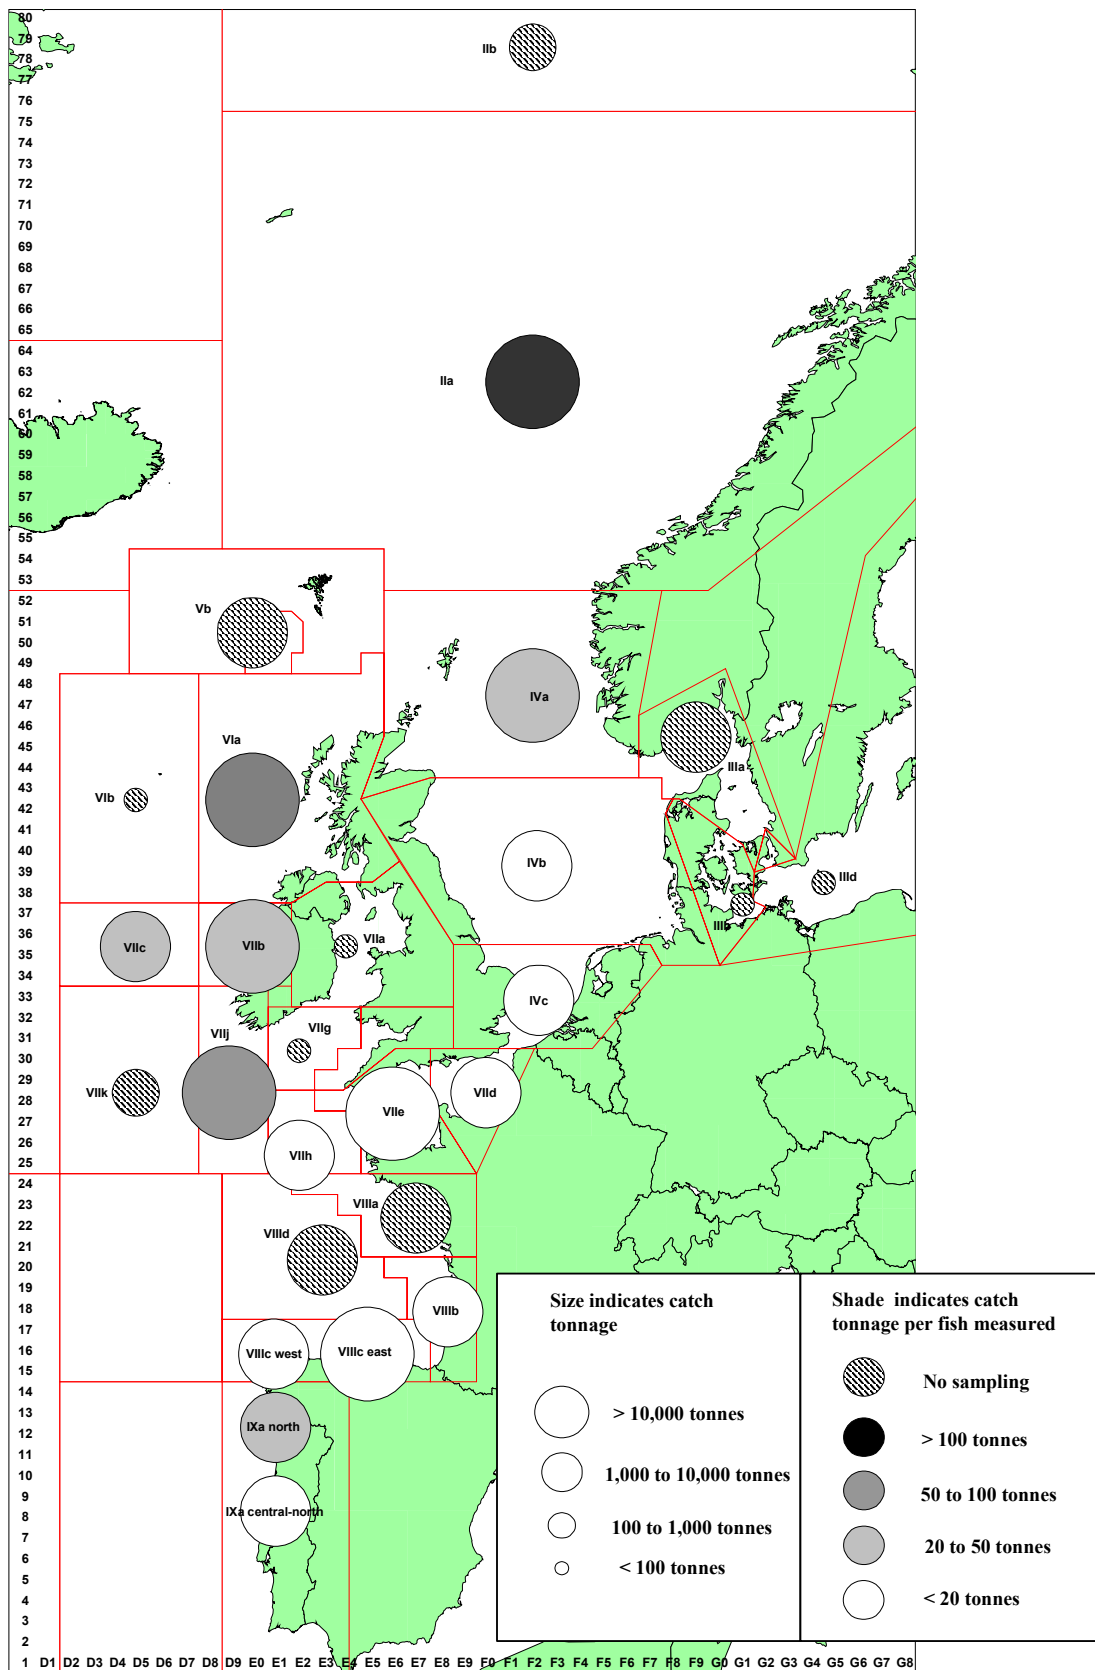 80
79
78
77
76
75
74
73
72
71
70
69
68
67
66
65
64
63
62
61
60
59
58
57
56
55
54
53
52
51
50
49
48
47
46
45
44
43
42
41
40
39
38
37
36
35
34
33
32
31
30
29
28
27
26
25
24
23
22
21
20
19
18
17
16
15
14
13
12
11
10
9
8
7
6
5
4
3
2
1 D1 D2 D3 D4 D5 D6 D7 D8 D9 E0 E1 E2 E3 E4 E5 E6 E7 E8 E9 F0 F1 F2 F3 F4 F5 F6 F7 F8 F9 G0 G1 G2 G3 G4 G5 G6 G7 G8
IIb
IIa
Vb
IVa
VIa
IIIa
VIb
IVb
IIId
IIIb
VIIc
VIIb
VIIa
IVc
VIIj
VIIg
VIIk
VIId
VIIe
VIIh
VIIIa
VIIId
VIIIb
VIIIc west
VIIIc east
IXa north
IXa central-north
Size indicates catch
tonnage
> 10,000 tonnes
1,000 to 10,000 tonnes
100 to 1,000 tonnes
< 100 tonnes
Shade indicates catch
tonnage per fish measured
No sampling
> 100 tonnes
50 to 100 tonnes
20 to 50 tonnes
< 20 tonnes